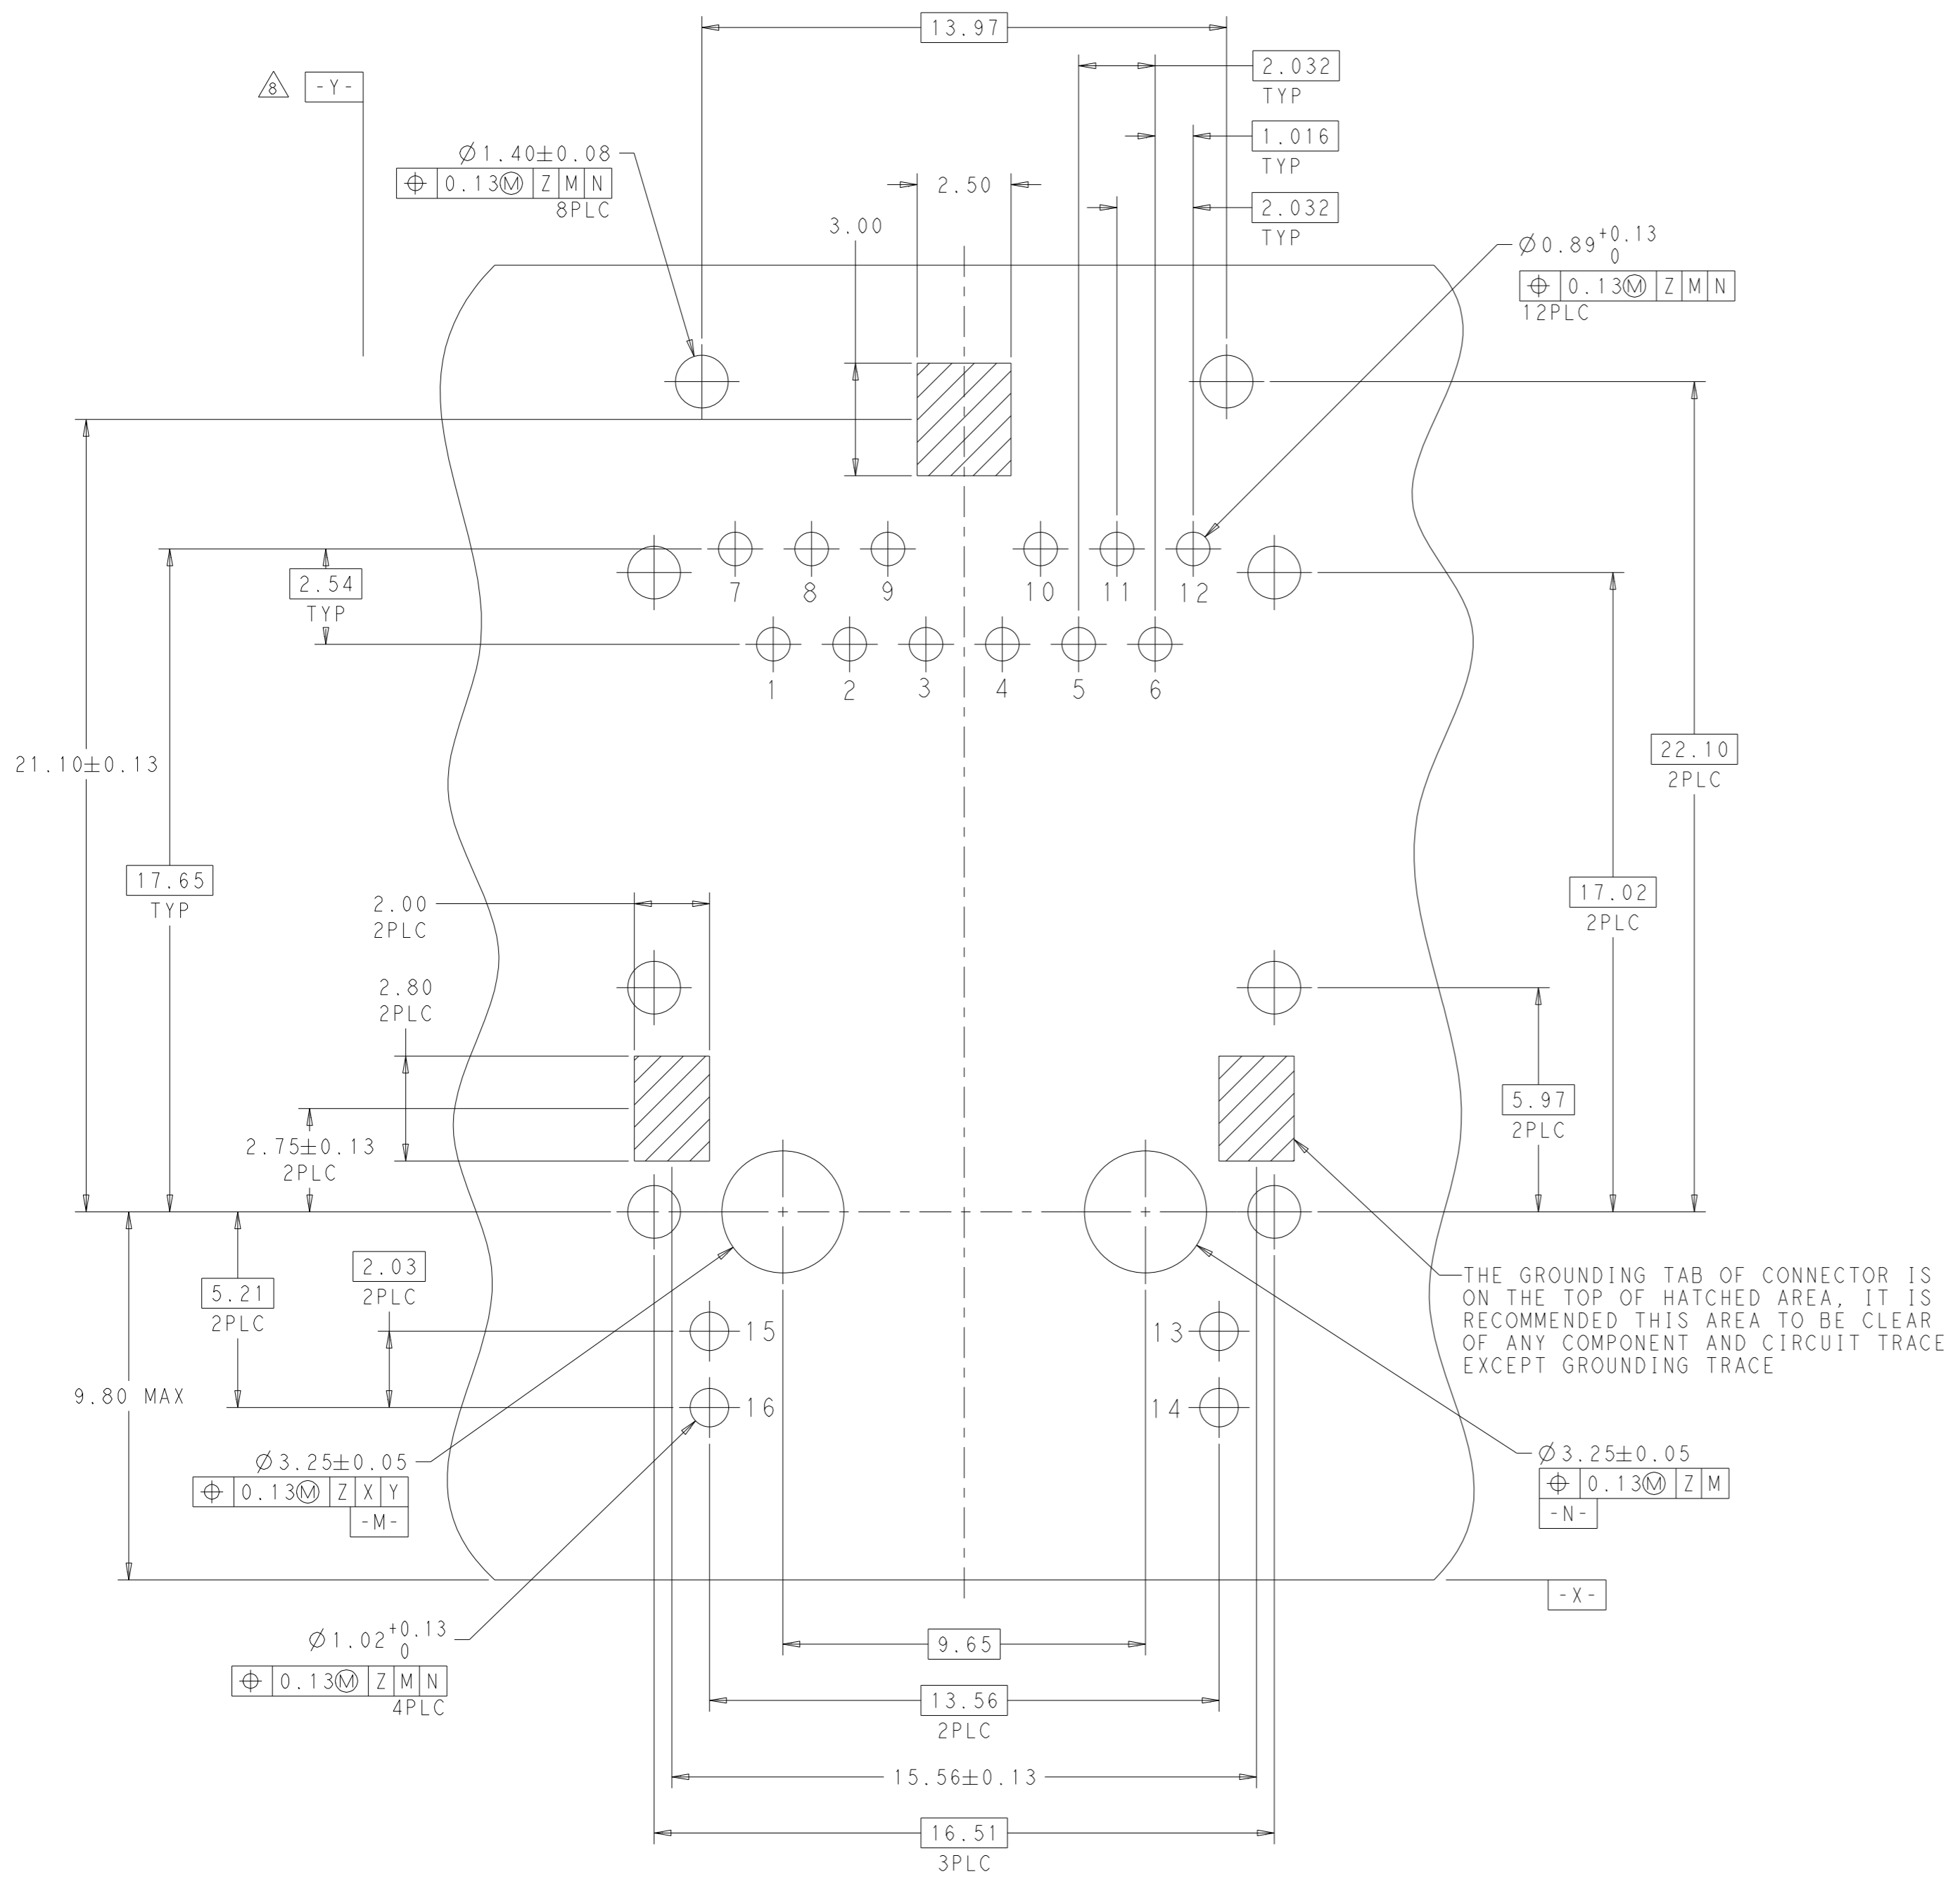 13.97
2.032
TYP
8
-Y-
1.016
TYP
Ø1.40±0.08
⌖ 0.13Ⓜ Z M N
8PLC
2.50
2.032
TYP
3.00
Ø0.89 +0.13
0
⌖ 0.13Ⓜ Z M N
12PLC
2.54
TYP
7 8 9 10 11 12
1 2 3 4 5 6
21.10±0.13
22.10
2PLC
17.65
TYP
2.00
2PLC
17.02
2PLC
2.80
2PLC
5.97
2PLC
2.75±0.13
2PLC
2.03
2PLC
5.21
2PLC
THE GROUNDING TAB OF CONNECTOR IS
ON THE TOP OF HATCHED AREA, IT IS
RECOMMENDED THIS AREA TO BE CLEAR
OF ANY COMPONENT AND CIRCUIT TRACE
EXCEPT GROUNDING TRACE
15 13
16 14
9.80 MAX
Ø3.25±0.05
⌖ 0.13Ⓜ Z X Y
-M-
Ø3.25±0.05
⌖ 0.13Ⓜ Z M
-N-
-X-
Ø1.02 +0.13
0
⌖ 0.13Ⓜ Z M N
4PLC
9.65
13.56
2PLC
15.56±0.13
16.51
3PLC